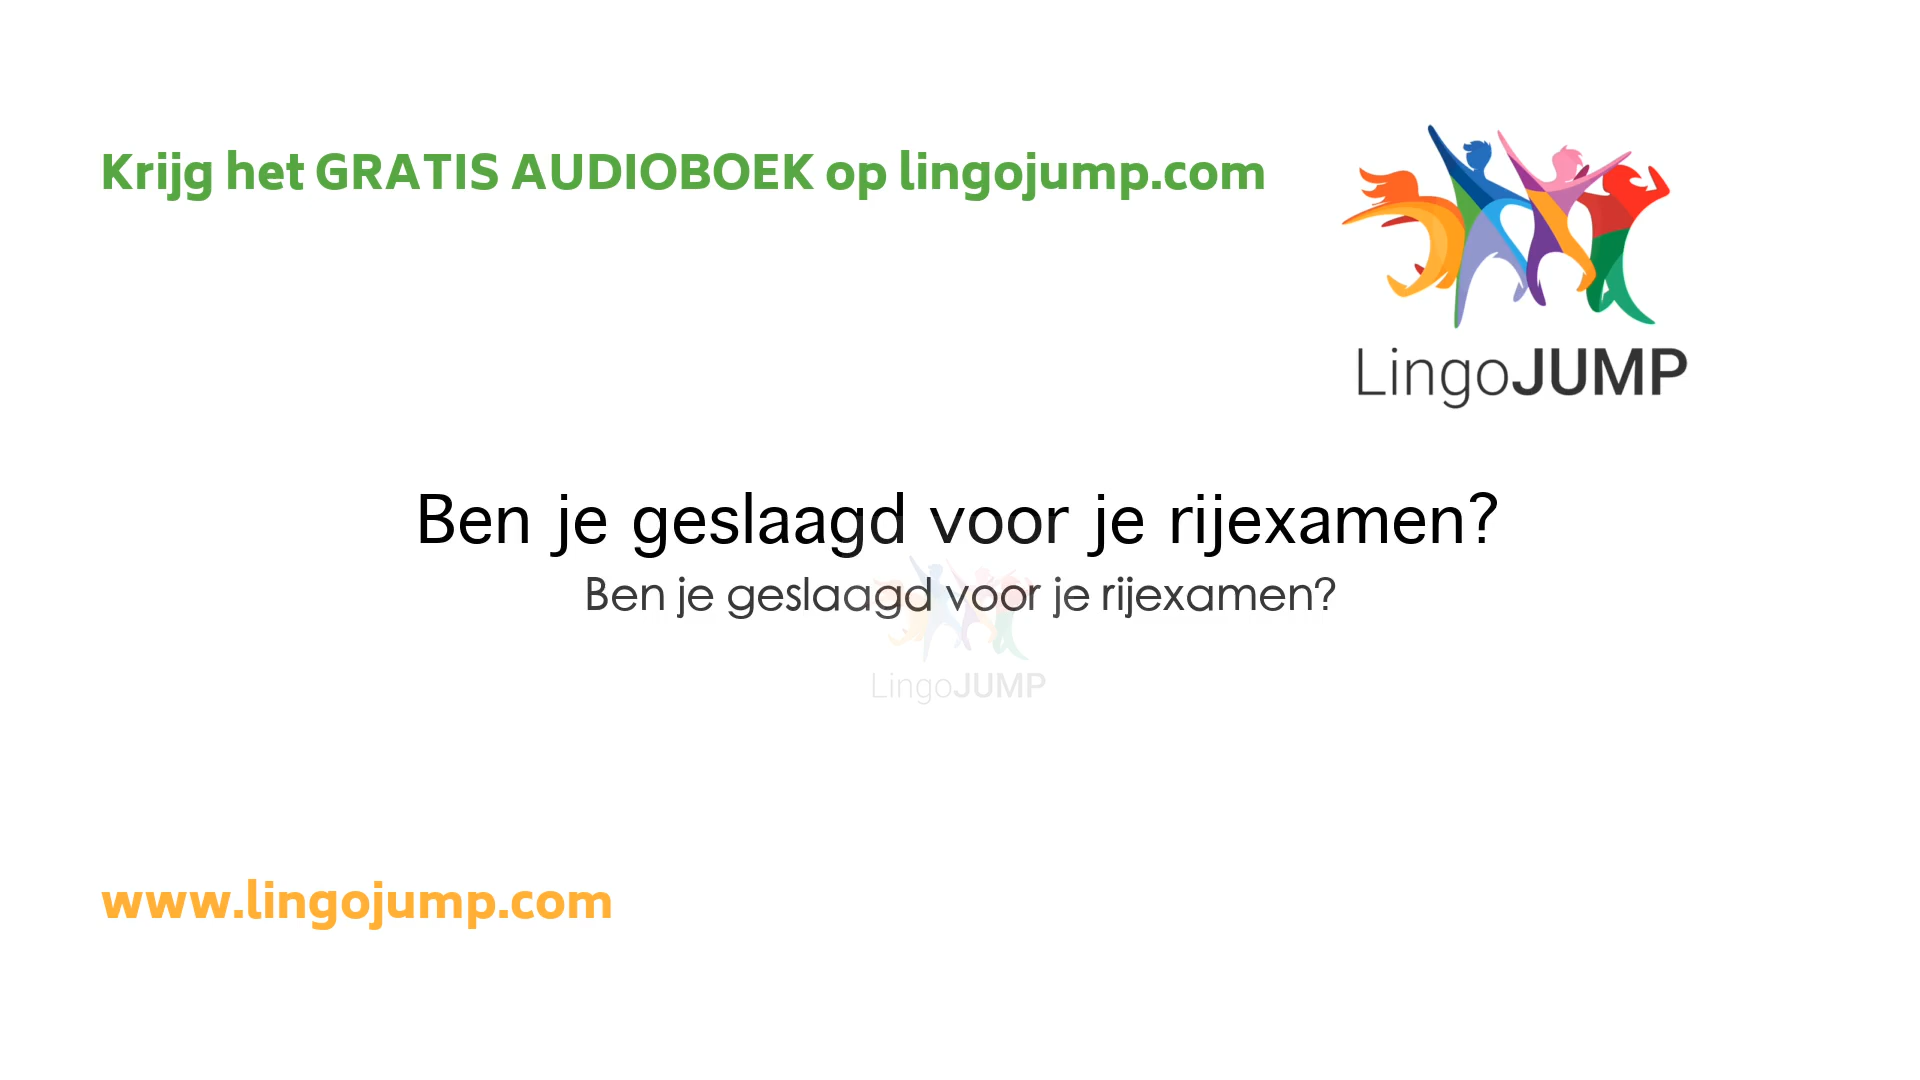 Krijg het GRATIS AUDIOBOEK op lingojump.com
LingoJUMP
Ben je geslaagd voor je rijexamen?
Ben je geslaagd voor je rijexamen?
LingoJUMP
www.lingojump.com